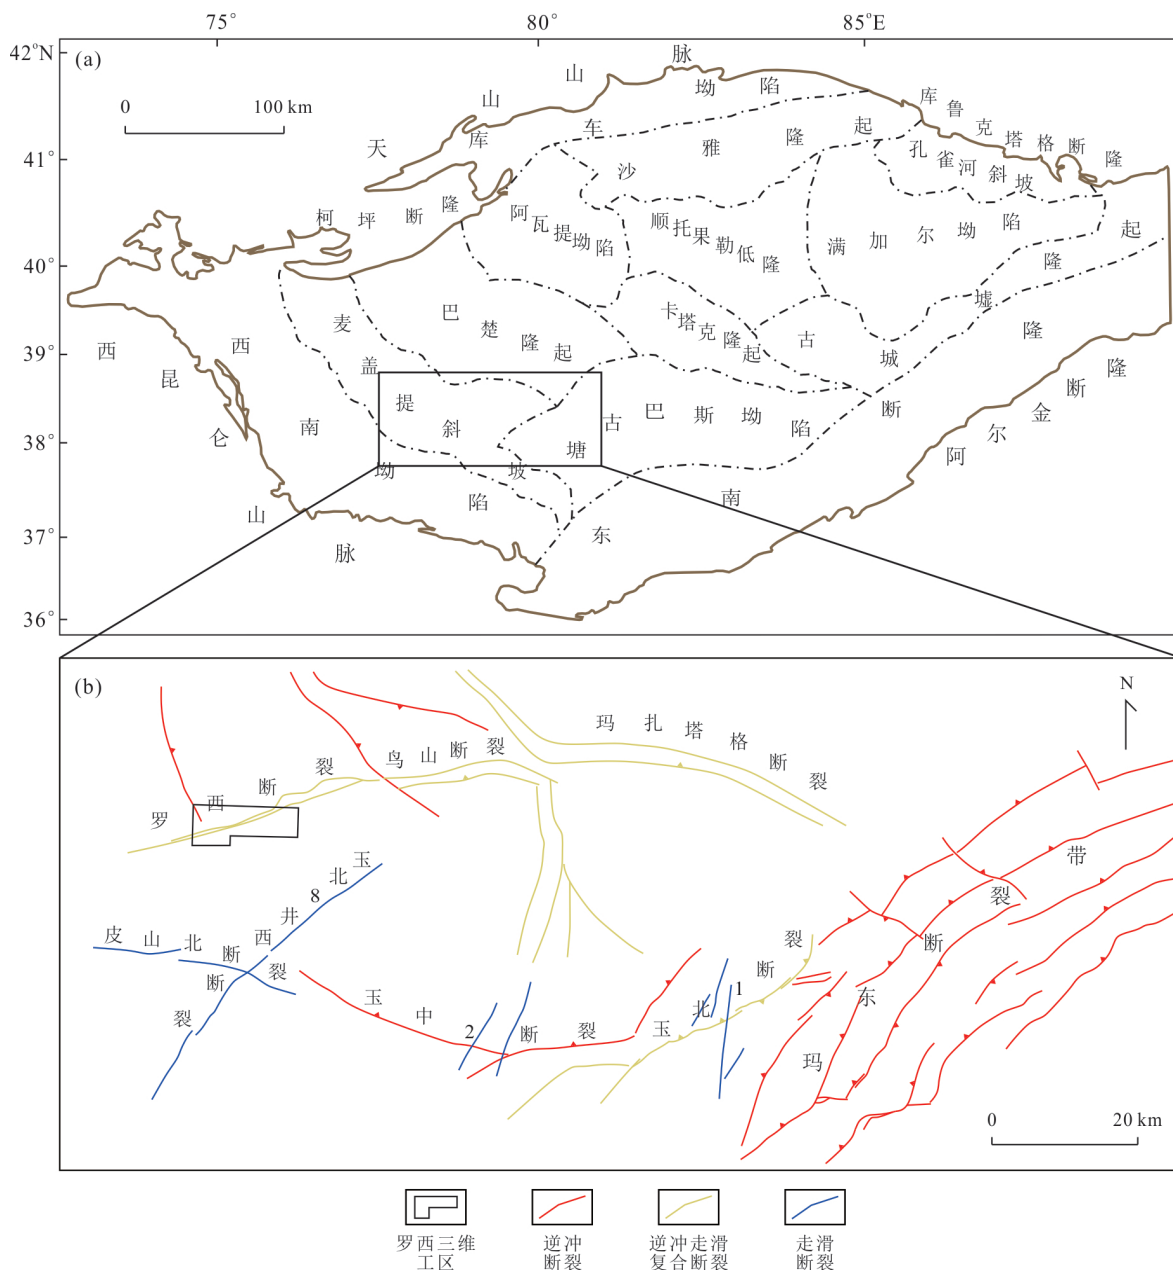 75° 80° 85°E
42°N
41°
40°
39°
38°
37°
36°
(a)
0 100 km
天山山脉
库车坳陷
库鲁克塔格断隆
沙雅隆起
孔雀河斜坡
柯坪断隆
阿瓦提坳陷
顺托果勒低隆
满加尔坳陷
麦盖提斜坡
巴楚隆起
卡塔克隆起
古城墟隆起
西昆仑山脉
西南坳陷
塘古巴斯坳陷
东南断隆
阿尔金断隆
(b)
N
玛扎塔格断裂
罗西断裂
鸟山断裂
玉北8井西断裂
皮山北断裂
玉中断裂
2
玉北1断裂
玛东断裂带
0 20 km
罗西三维
工区
逆冲
断裂
逆冲走滑
复合断裂
走滑
断裂